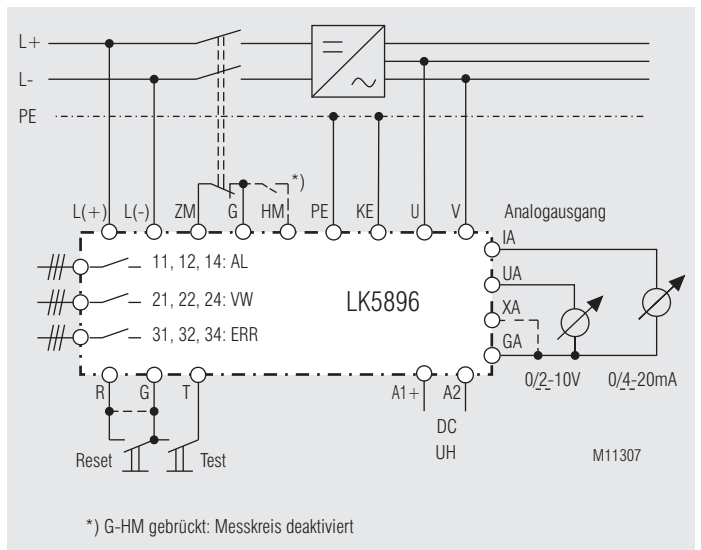 L+
L-
PE
*)
L(+) L(-) ZM G HM PE KE U V Analogausgang
IA
11, 12, 14: AL
UA
21, 22, 24: VW
LK5896
XA
31, 32, 34: ERR
GA
R G T A1+ A2
0/2-10V 0/4-20mA
DC
UH
Reset Test
M11307
*) G-HM gebrückt: Messkreis deaktiviert